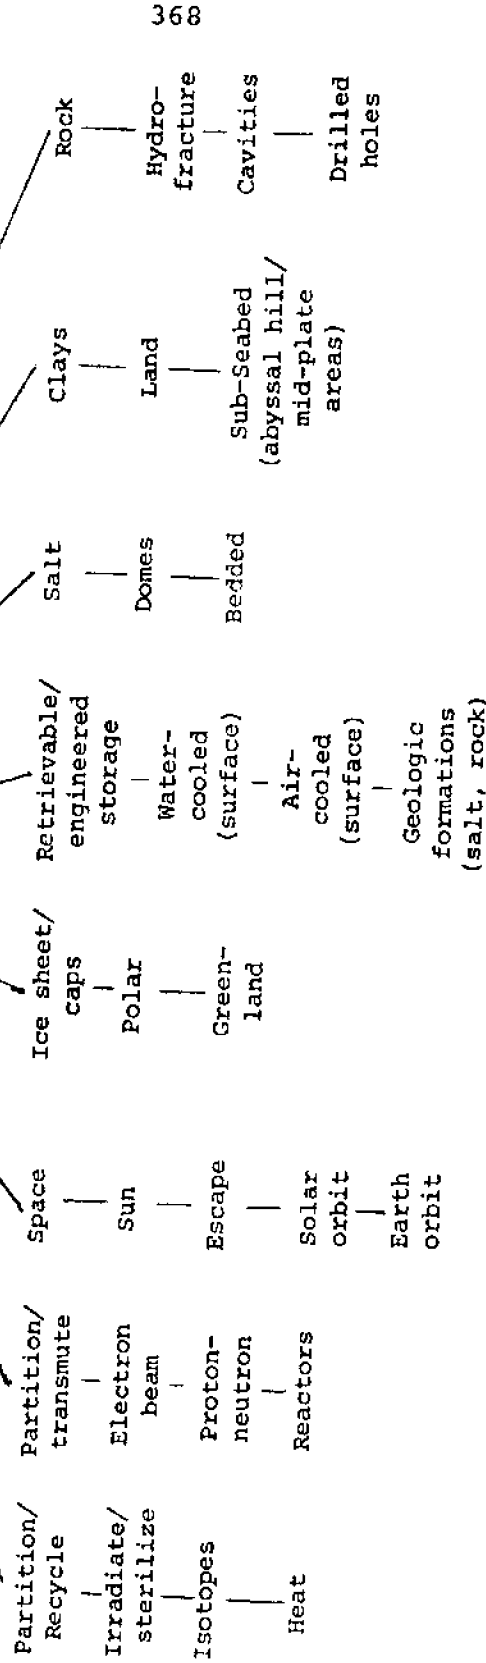 368
Partition/
Recycle
Irradiate/
sterilize
Isotopes
Heat
Partition/
transmute
Electron
beam
Proton-
neutron
Reactors
Space
Sun
Escape
Solar
orbit
Earth
orbit
Ice sheet/
caps
Polar
Green-
land
Retrievable/
engineered
storage
Water-
cooled
(surface)
Air-
cooled
(surface)
Geologic
formations
(salt, rock)
Salt
Domes
Bedded
Clays
Land
Sub-Seabed
(abyssal hill/
mid-plate
areas)
Rock
Hydro-
fracture
Cavities
Drilled
holes